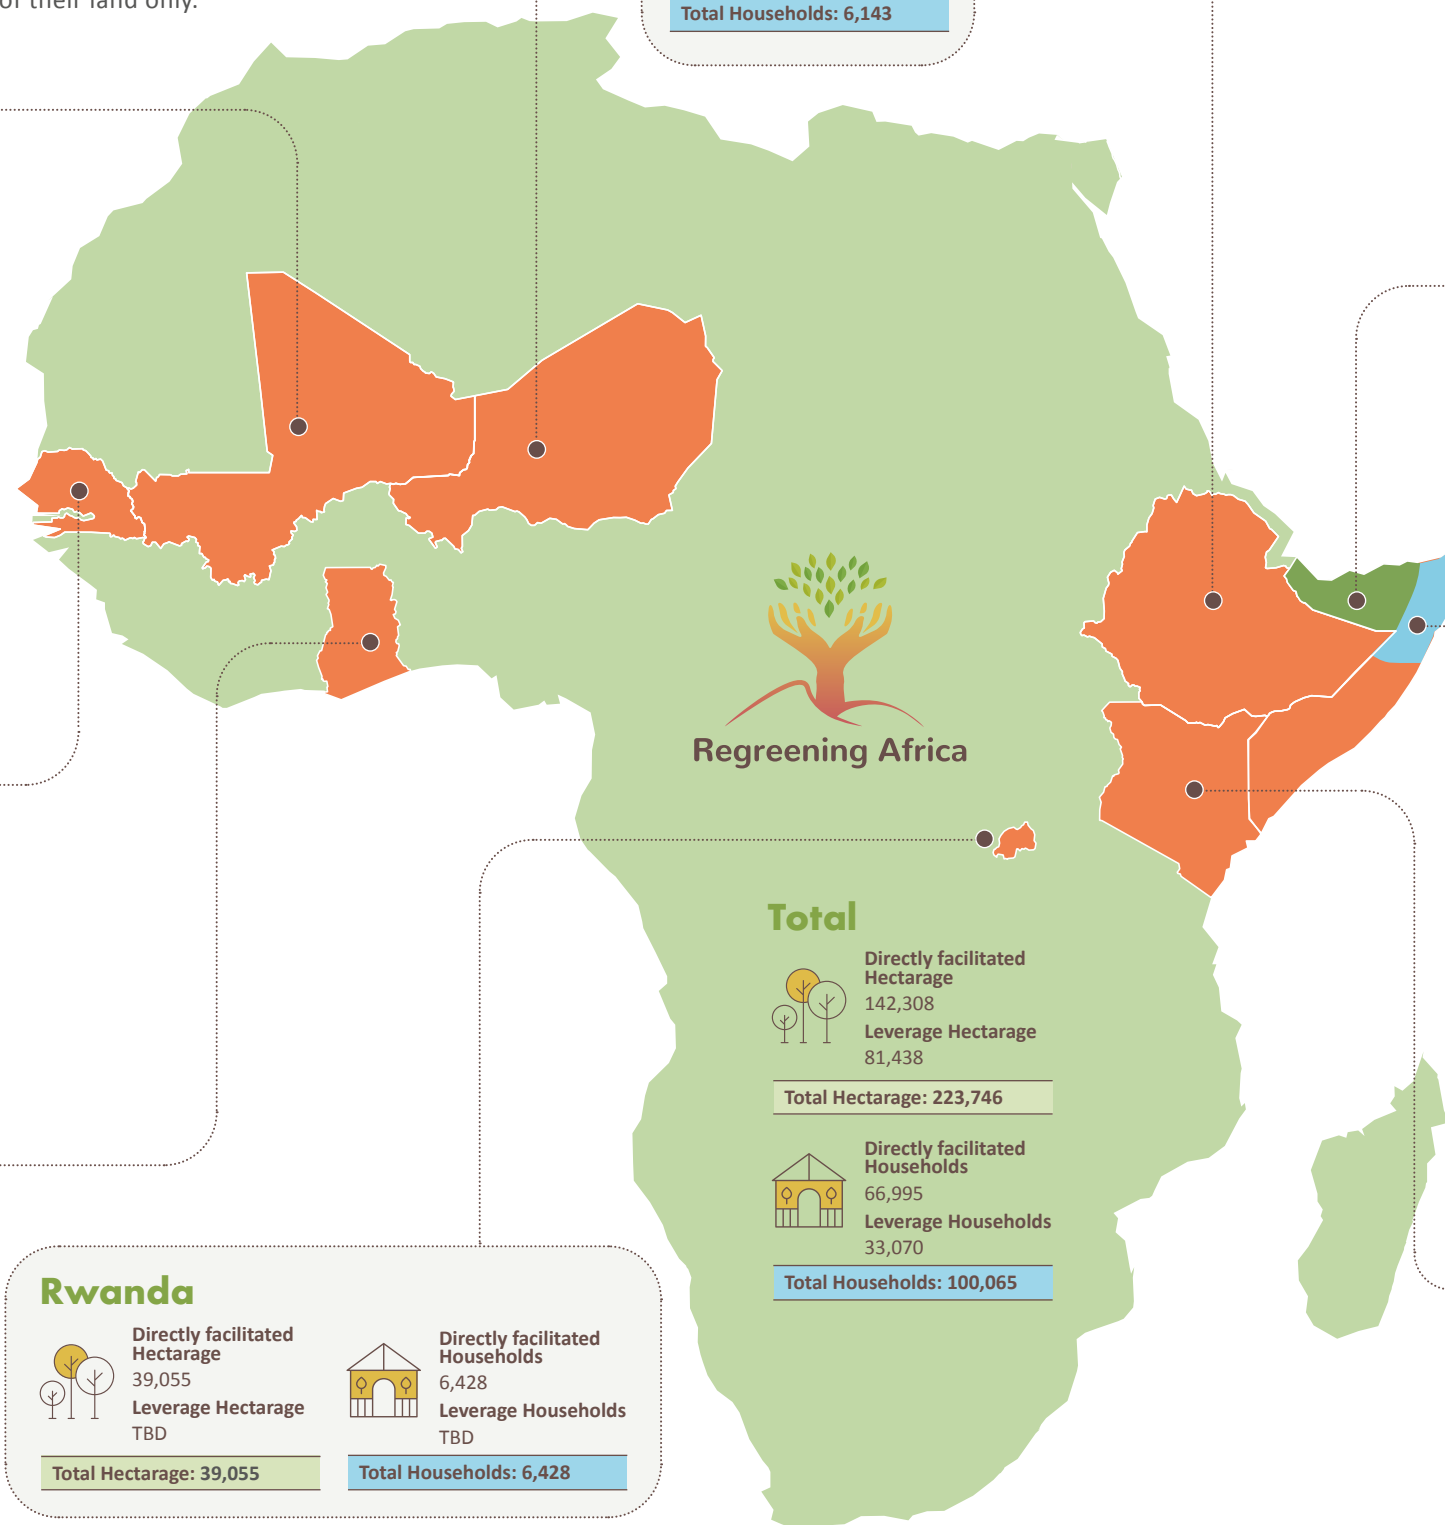 of their land only.
Total Households: 6,143
Regreening Africa
Total
Directly facilitated
Hectarage
142,308
Leverage Hectarage
81,438
Total Hectarage: 223,746
Directly facilitated
Households
66,995
Leverage Households
33,070
Total Households: 100,065
Rwanda
Directly facilitated
Hectarage
39,055
Leverage Hectarage
TBD
Total Hectarage: 39,055
Directly facilitated
Households
6,428
Leverage Households
TBD
Total Households: 6,428